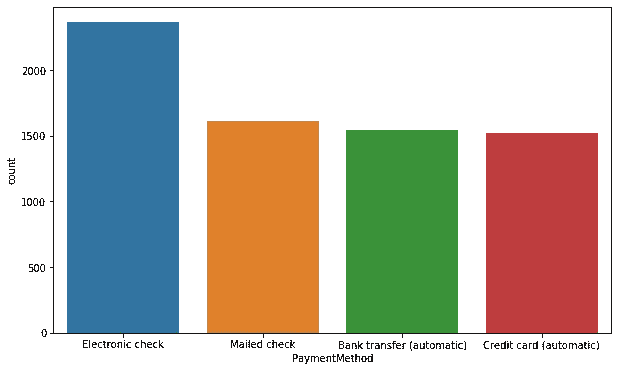 2000
1500
1000
500
0
count
Electronic check
Mailed check
Bank transfer (automatic)
Credit card (automatic)
PaymentMethod